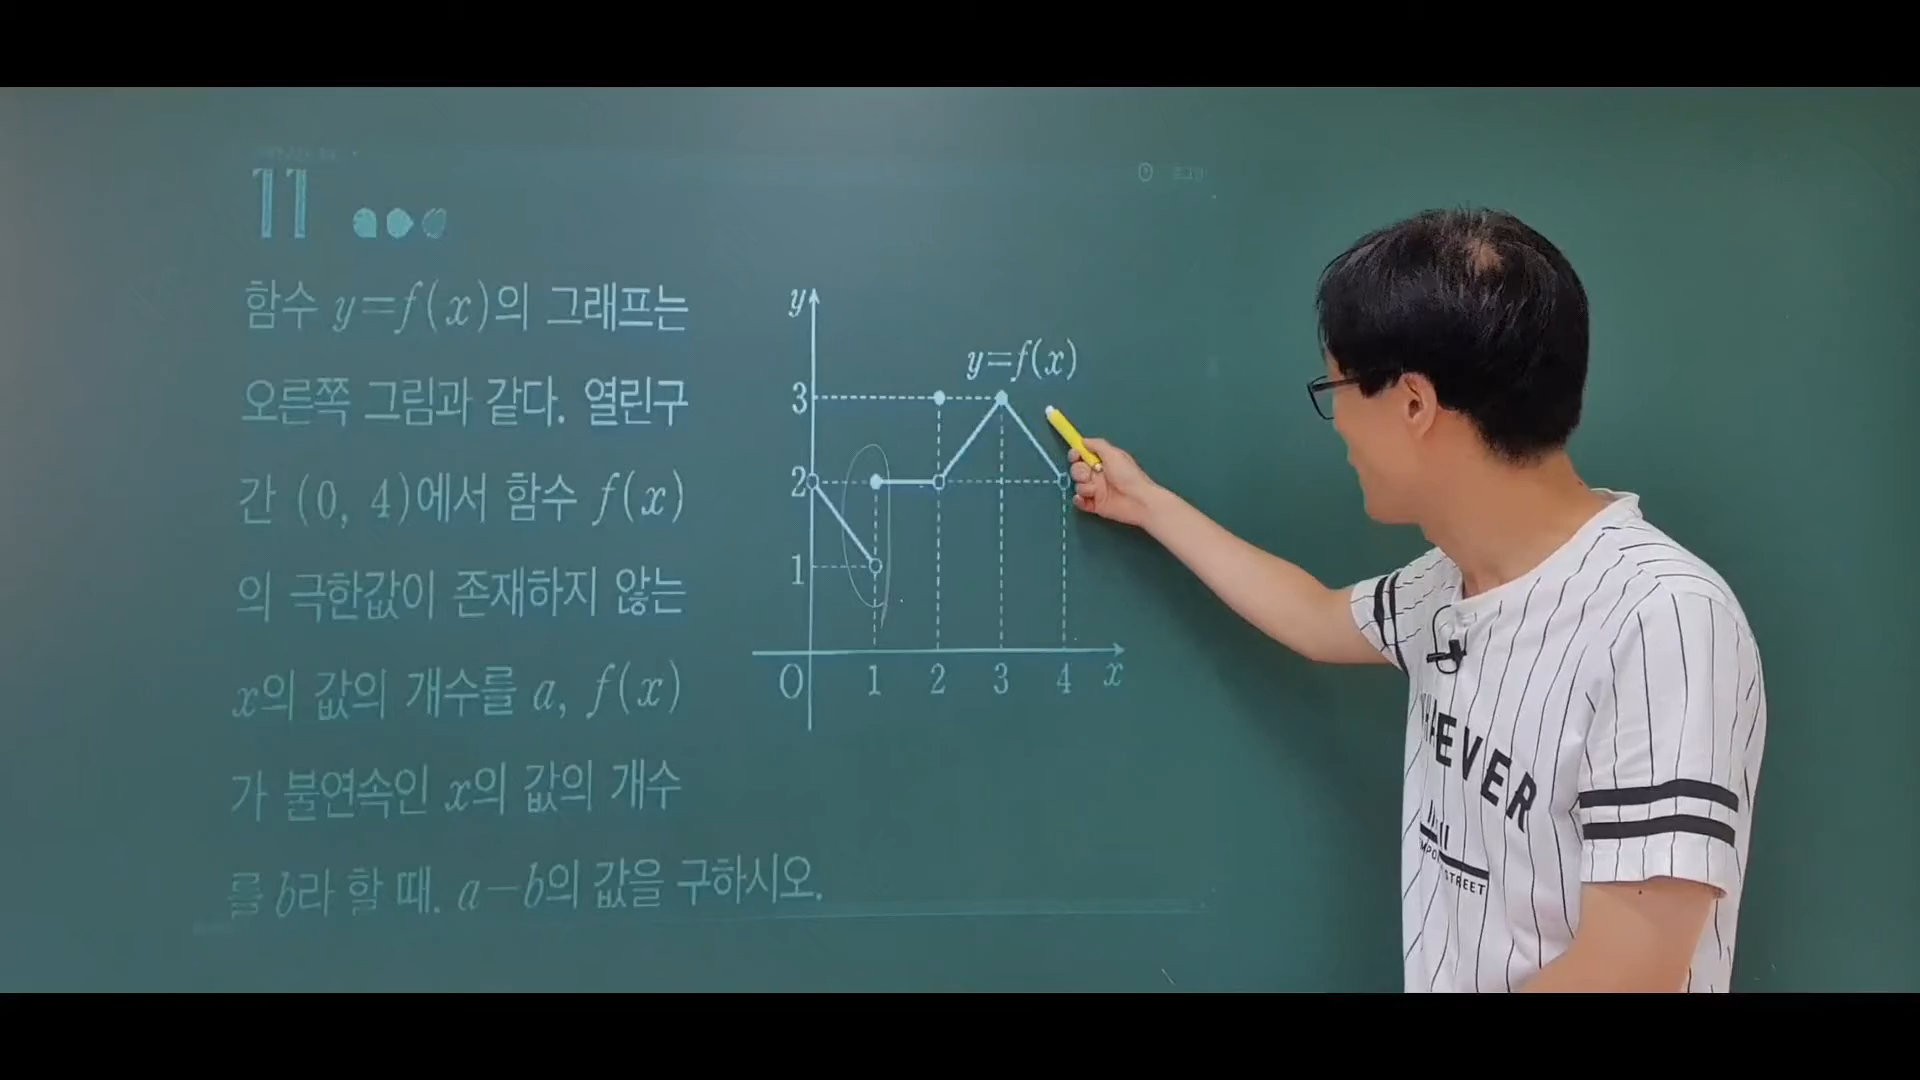 11
함수 y=f(x)의 그래프는
오른쪽 그림과 같다. 열린구
간 (0, 4)에서 함수 f(x)
의 극한값이 존재하지 않는
x의 값의 개수를 a, f(x)
가 불연속인 x의 값의 개수
를 b라 할 때, a-b의 값을 구하시오.
y
y=f(x)
3
2
1
O 1 2 3 4 x
EVER
STREET